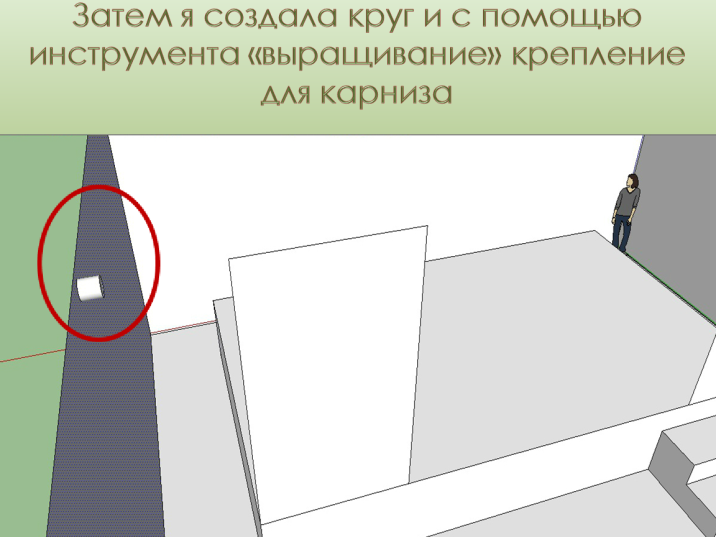 Затем я создала круг и с помощью
инструмента «выращивание» крепление
для карниза